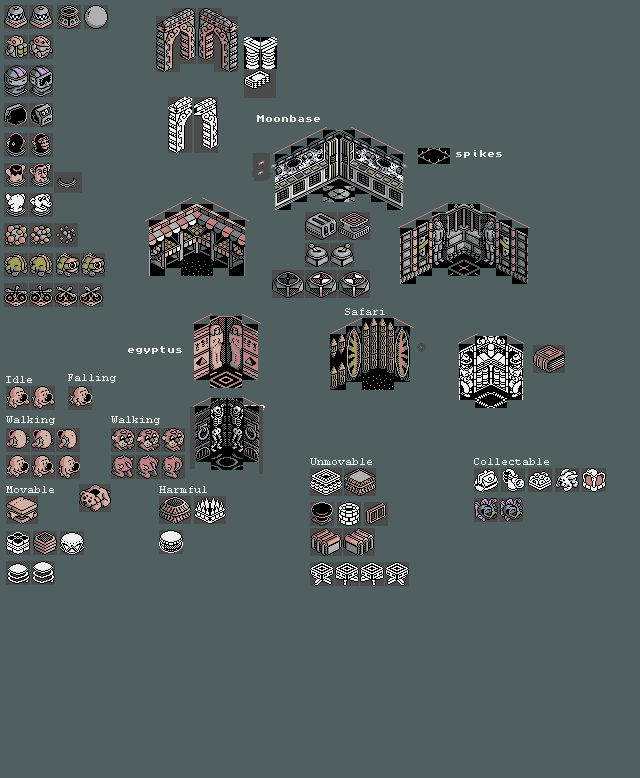 Moonbase
spikes
Safari
egyptus
Idle
Falling
Walking
Walking
Unmovable
Collectable
Movable
Harmful